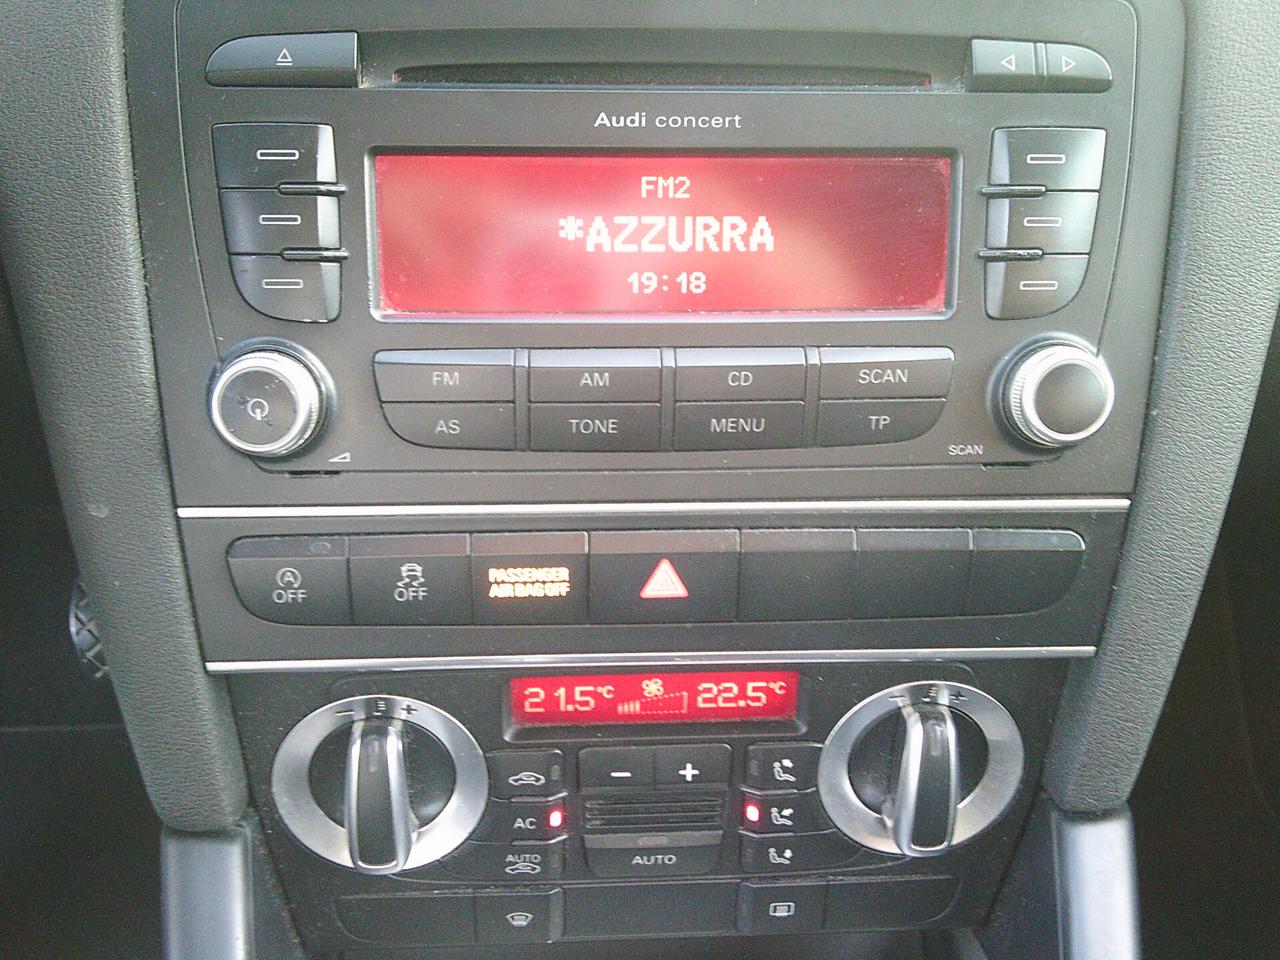 Audi concert
FM2
*AZZURRA
19:18
FM AM CD SCAN
AS TONE MENU TP
SCAN
A
OFF
OFF
PASSENGER
AIR BAG OFF
21.5°C 22.5°C
- + - +
- +
AC
AUTO
AUTO